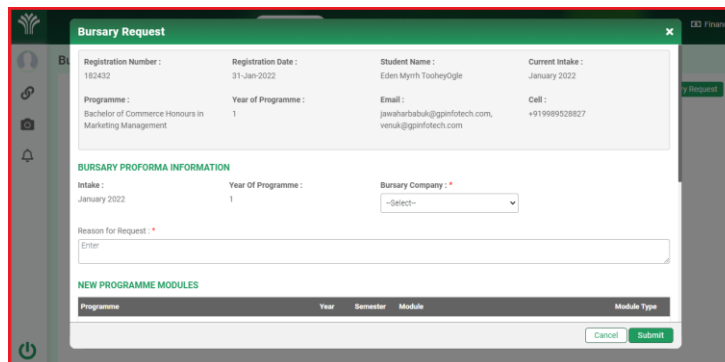 Finan
Bursary Request
×
Bu
Registration Number :
Registration Date :
Student Name :
Current Intake :
182432
31-Jan-2022
Eden Myrrh TooheyOgle
January 2022
ry Request
Programme :
Year of Programme :
Email :
Cell :
Bachelor of Commerce Honours in
1
jawaharbabuk@gpinfotech.com,
+919989528827
Marketing Management
venuk@gpinfotech.com
BURSARY PROFORMA INFORMATION
Intake :
Year Of Programme :
Bursary Company : *
January 2022
1
--Select--
Reason for Request : *
Enter
NEW PROGRAMME MODULES
Programme
Year
Semester
Module
Module Type
Cancel
Submit